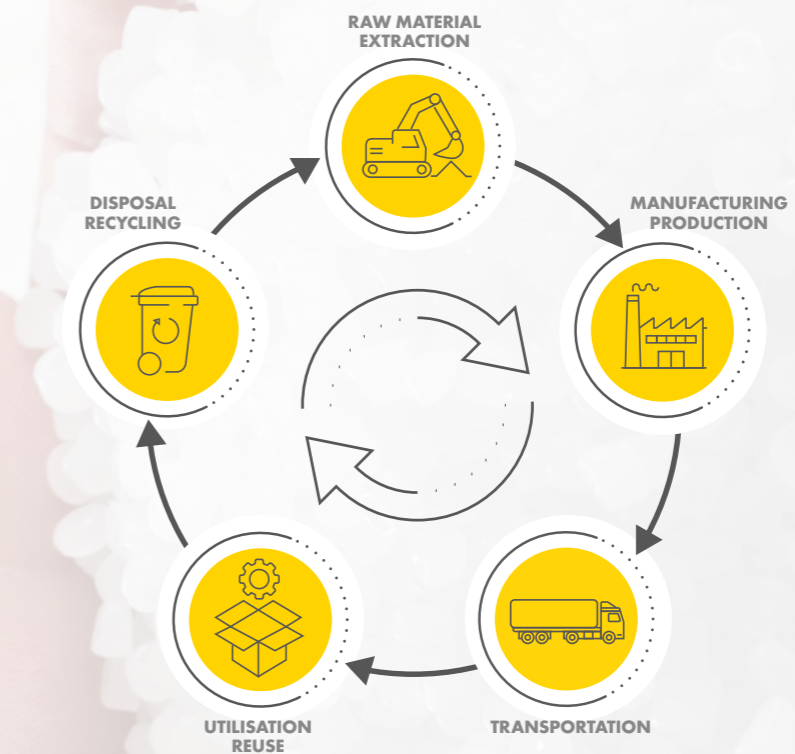 RAW MATERIAL
EXTRACTION
MANUFACTURING
PRODUCTION
TRANSPORTATION
UTILISATION
REUSE
DISPOSAL
RECYCLING